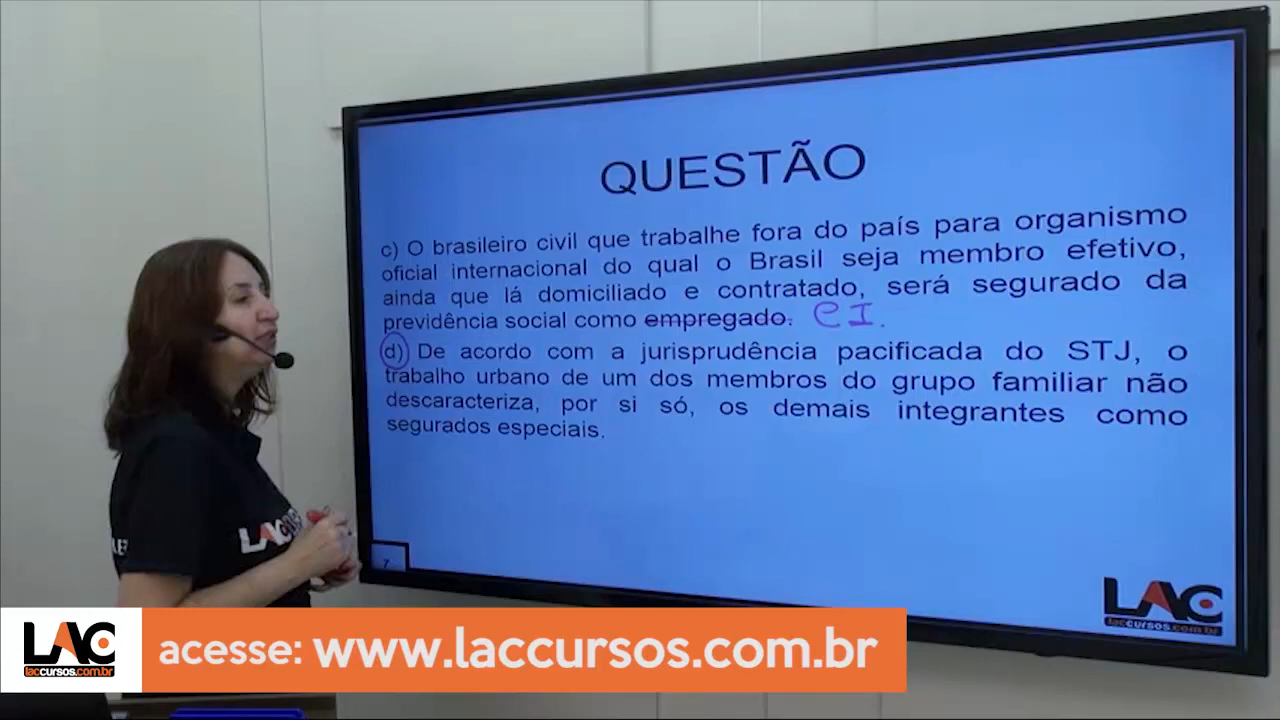 QUESTÃO
c) O brasileiro civil que trabalhe fora do país para organismo
oficial internacional do qual o Brasil seja membro efetivo,
ainda que lá domiciliado e contratado, será segurado da
previdência social como empregado. CI.
d) De acordo com a jurisprudência pacificada do STJ, o
trabalho urbano de um dos membros do grupo familiar não
descaracteriza, por si só, os demais integrantes como
segurados especiais.
7
LAC
laccursos.com.br
LAC
LAC
laccursos.com.br
acesse: www.laccursos.com.br